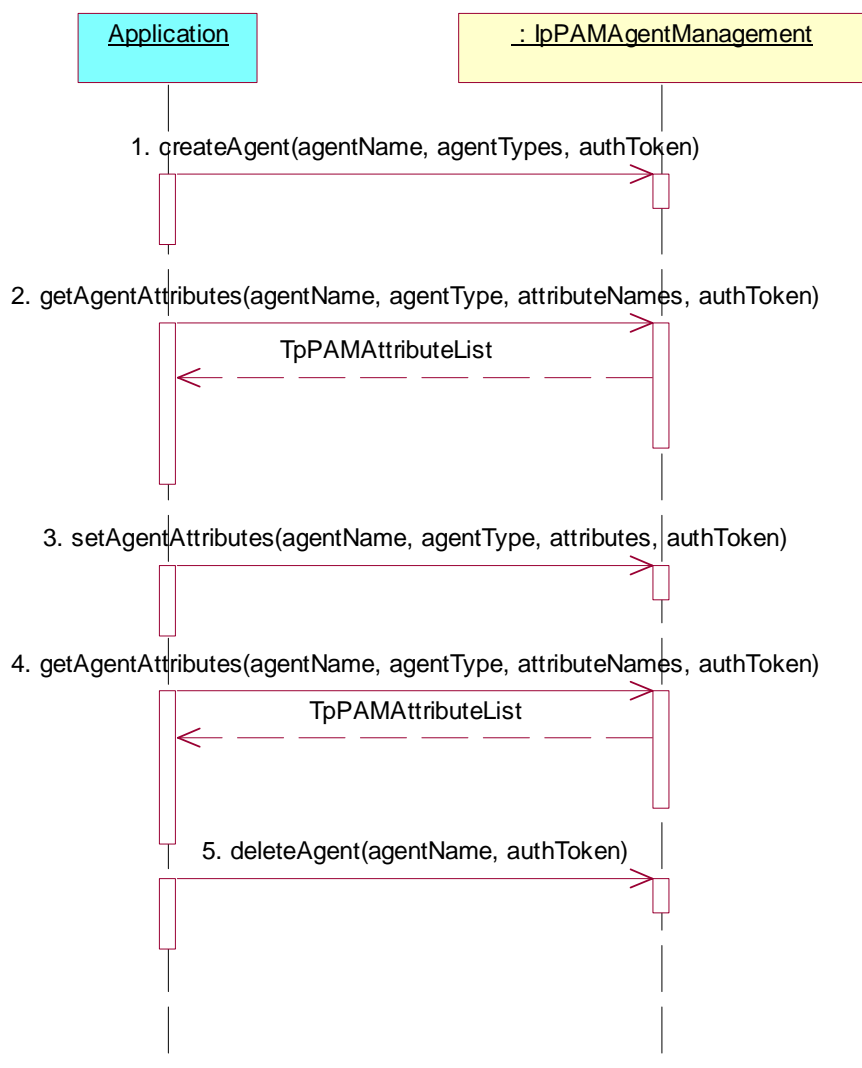 Application
: IpPAMAgentManagement
1. createAgent(agentName, agentTypes, authToken)
2. getAgentAttributes(agentName, agentType, attributeNames, authToken)
TpPAMAttributeList
3. setAgentAttributes(agentName, agentType, attributes, authToken)
4. getAgentAttributes(agentName, agentType, attributeNames, authToken)
TpPAMAttributeList
5. deleteAgent(agentName, authToken)